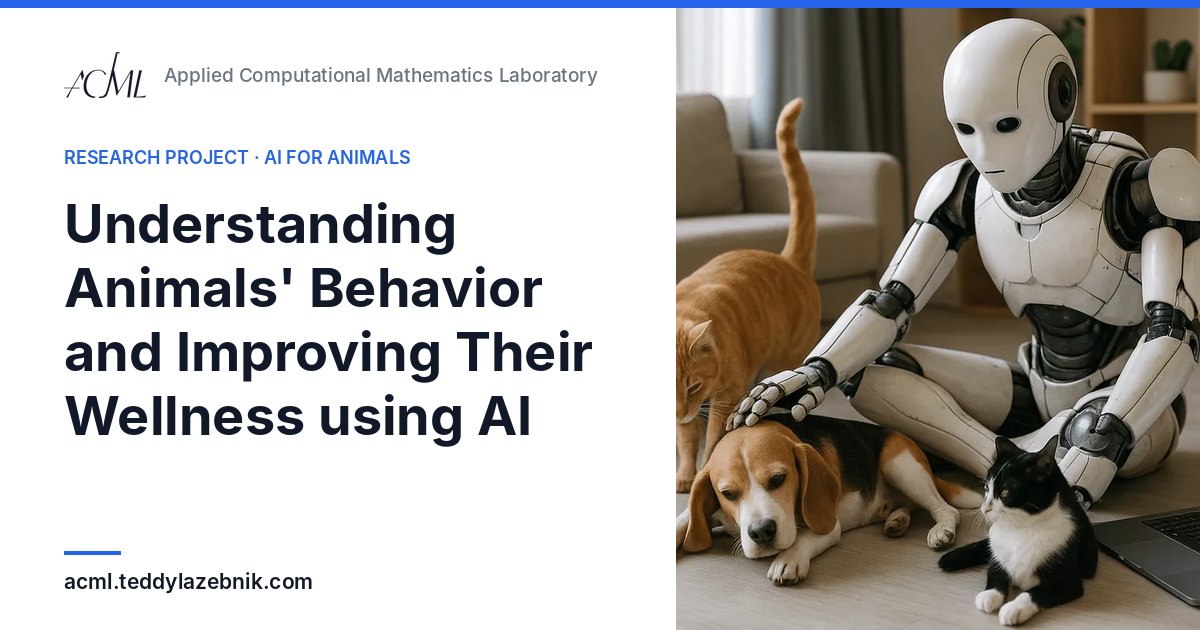 ACML
Applied Computational Mathematics Laboratory
RESEARCH PROJECT · AI FOR ANIMALS
Understanding
Animals' Behavior
and Improving Their
Wellness using AI
acml.teddylazebnik.com